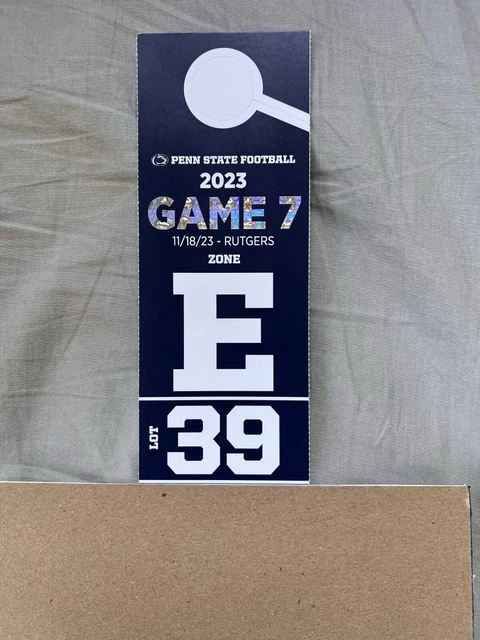 PENN STATE FOOTBALL
2023
GAME 7
11/18/23 - RUTGERS
ZONE
E
LOT 39